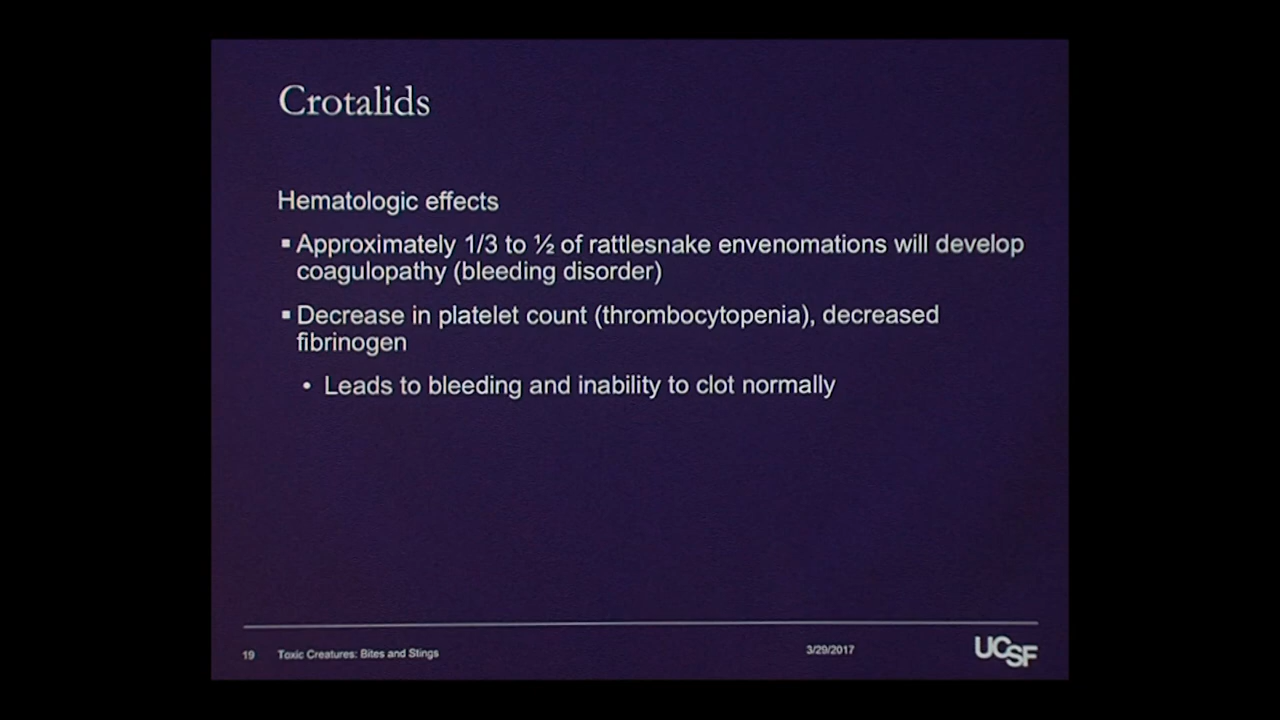 Crotalids
Hematologic effects
▪ Approximately 1/3 to ½ of rattlesnake envenomations will develop
coagulopathy (bleeding disorder)
▪ Decrease in platelet count (thrombocytopenia), decreased
fibrinogen
• Leads to bleeding and inability to clot normally
19 Toxic Creatures: Bites and Stings 3/29/2017 UCSF